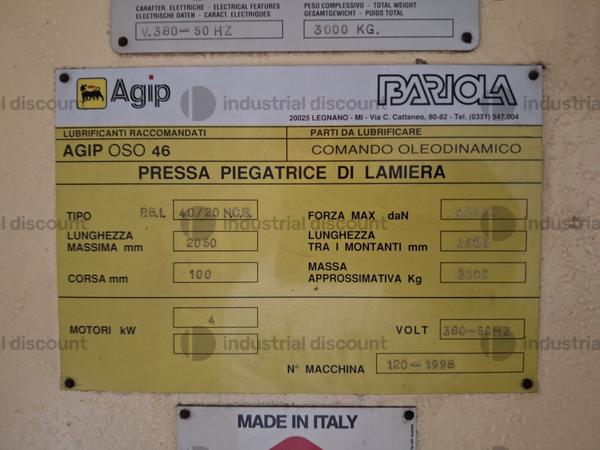 CARATTER. ELETTRICHE - ELECTRICAL FEATURES
ELECTRISCHE DATEN - CARACT. ELECTRIQUES
V.380-50 HZ
PESO COMPLESSIVO - TOTAL WEIGHT
GESAMTGEWICHT - POIDS TOTAL
3000 KG.
Agip
BARIOLA
20025 LEGNANO - MI - Via C. Cattaneo, 80-82 - Tel. (0331) 547.004
LUBRIFICANTI RACCOMANDATI
PARTI DA LUBRIFICARE
AGIP OSO 46
COMANDO OLEODINAMICO
PRESSA PIEGATRICE DI LAMIERA
TIPO P.B.I. 40/20 NGR.
FORZA MAX daN
LUNGHEZZA
MASSIMA mm 2050
LUNGHEZZA
TRA I MONTANTI mm
CORSA mm 100
MASSA
APPROSSIMATIVA Kg 3000
MOTORI kW 4
VOLT 380-50HZ
N° MACCHINA 120-1998
MADE IN ITALY
industrial discount